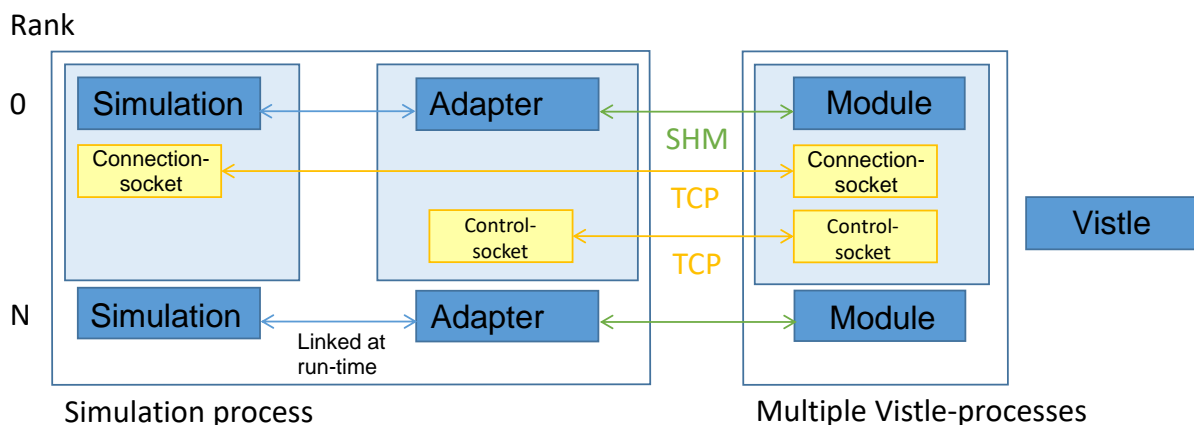 Rank
0
Simulation
Adapter
Module
SHM
Connection-
socket
Connection-
socket
TCP
Control-
socket
Control-
socket
Vistle
TCP
N
Simulation
Adapter
Module
Linked at
run-time
Simulation process
Multiple Vistle-processes